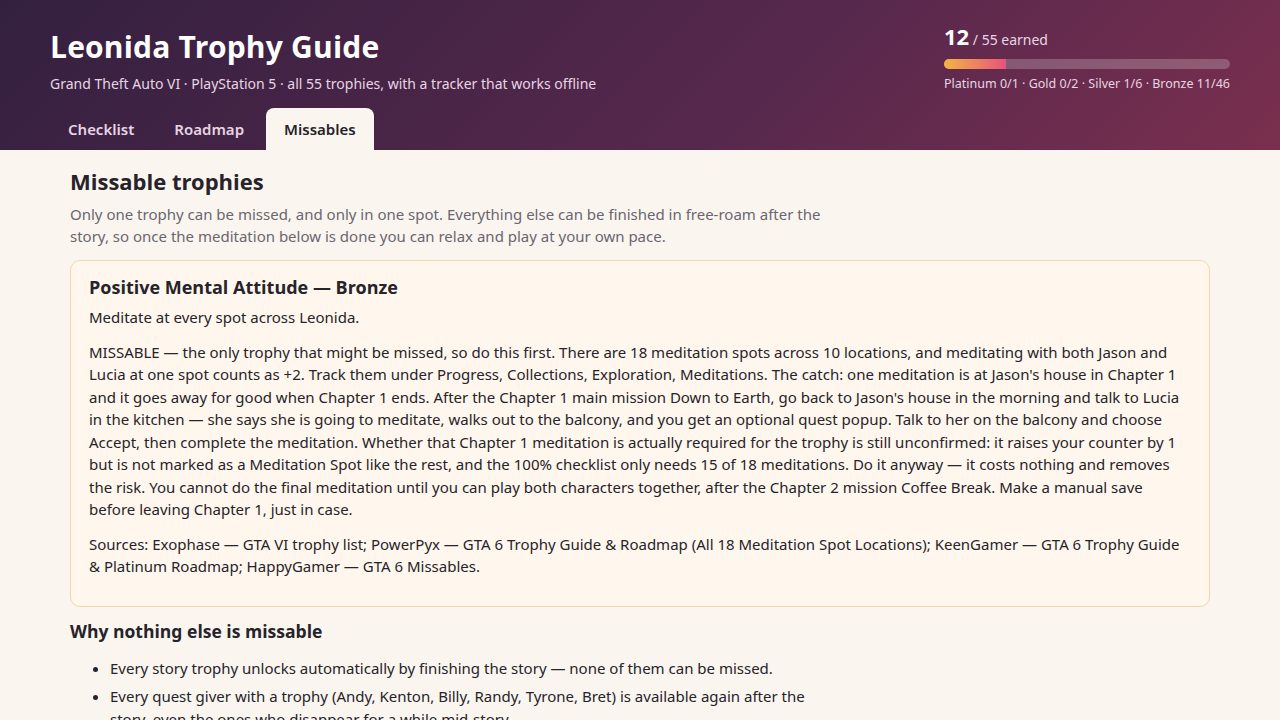 Leonida Trophy Guide
12 / 55 earned
Grand Theft Auto VI · PlayStation 5 · all 55 trophies, with a tracker that works offline
Platinum 0/1 · Gold 0/2 · Silver 1/6 · Bronze 11/46
Checklist Roadmap Missables
Missable trophies
Only one trophy can be missed, and only in one spot. Everything else can be finished in free-roam after the
story, so once the meditation below is done you can relax and play at your own pace.
Positive Mental Attitude — Bronze
Meditate at every spot across Leonida.
MISSABLE — the only trophy that might be missed, so do this first. There are 18 meditation spots across 10 locations, and meditating with both Jason and
Lucia at one spot counts as +2. Track them under Progress, Collections, Exploration, Meditations. The catch: one meditation is at Jason's house in Chapter 1
and it goes away for good when Chapter 1 ends. After the Chapter 1 main mission Down to Earth, go back to Jason's house in the morning and talk to Lucia
in the kitchen — she says she is going to meditate, walks out to the balcony, and you get an optional quest popup. Talk to her on the balcony and choose
Accept, then complete the meditation. Whether that Chapter 1 meditation is actually required for the trophy is still unconfirmed: it raises your counter by 1
but is not marked as a Meditation Spot like the rest, and the 100% checklist only needs 15 of 18 meditations. Do it anyway — it costs nothing and removes
the risk. You cannot do the final meditation until you can play both characters together, after the Chapter 2 mission Coffee Break. Make a manual save
before leaving Chapter 1, just in case.
Sources: Exophase — GTA VI trophy list; PowerPyx — GTA 6 Trophy Guide & Roadmap (All 18 Meditation Spot Locations); KeenGamer — GTA 6 Trophy Guide
& Platinum Roadmap; HappyGamer — GTA 6 Missables.
Why nothing else is missable
• Every story trophy unlocks automatically by finishing the story — none of them can be missed.
• Every quest giver with a trophy (Andy, Kenton, Billy, Randy, Tyrone, Bret) is available again after the
story, even the ones who disappear for a while mid-story.